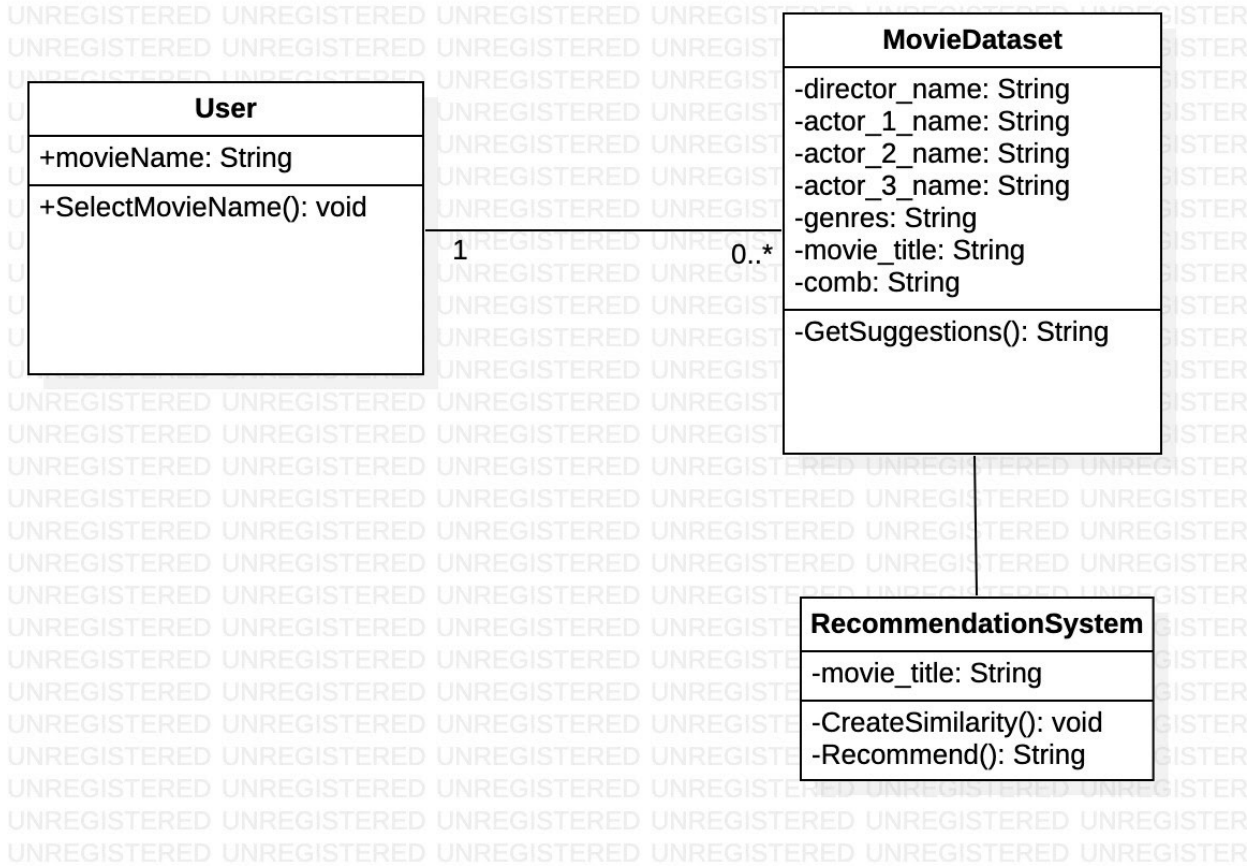 User
+movieName: String
+SelectMovieName(): void
1
0..*
MovieDataset
-director_name: String
-actor_1_name: String
-actor_2_name: String
-actor_3_name: String
-genres: String
-movie_title: String
-comb: String
-GetSuggestions(): String
RecommendationSystem
-movie_title: String
-CreateSimilarity(): void
-Recommend(): String
UNREGISTERED